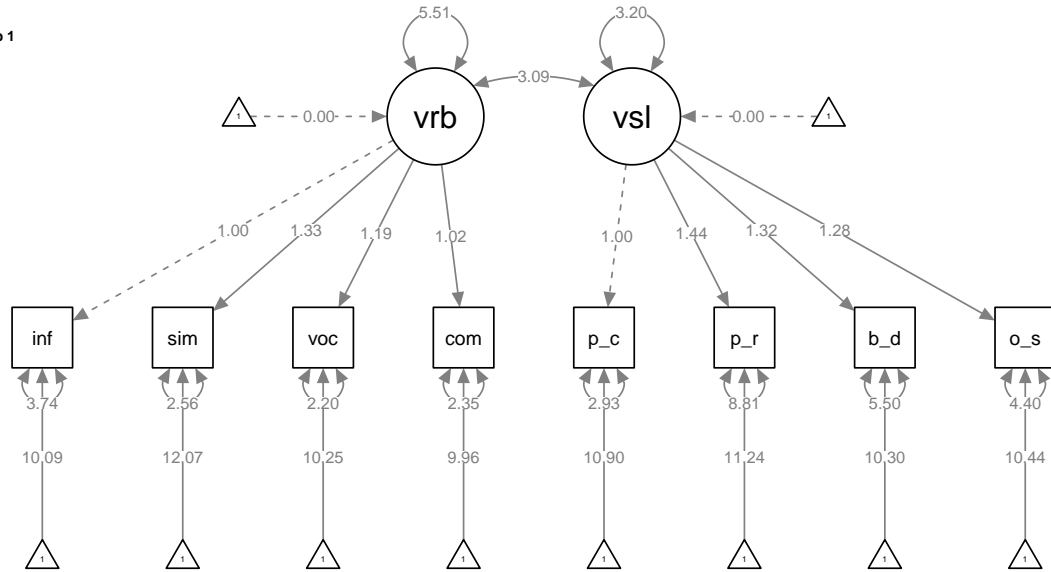 5.51 3.20
p 1
3.09
1 0.00 vrb vsl 0.00 1
1.00 1.33 1.19 1.02 1.00 1.44 1.32 1.28
inf sim voc com p_c p_r b_d o_s
3.74 2.56 2.20 2.35 2.93 8.81 5.50 4.40
10.09 12.07 10.25 9.96 10.90 11.24 10.30 10.44
1 1 1 1 1 1 1 1